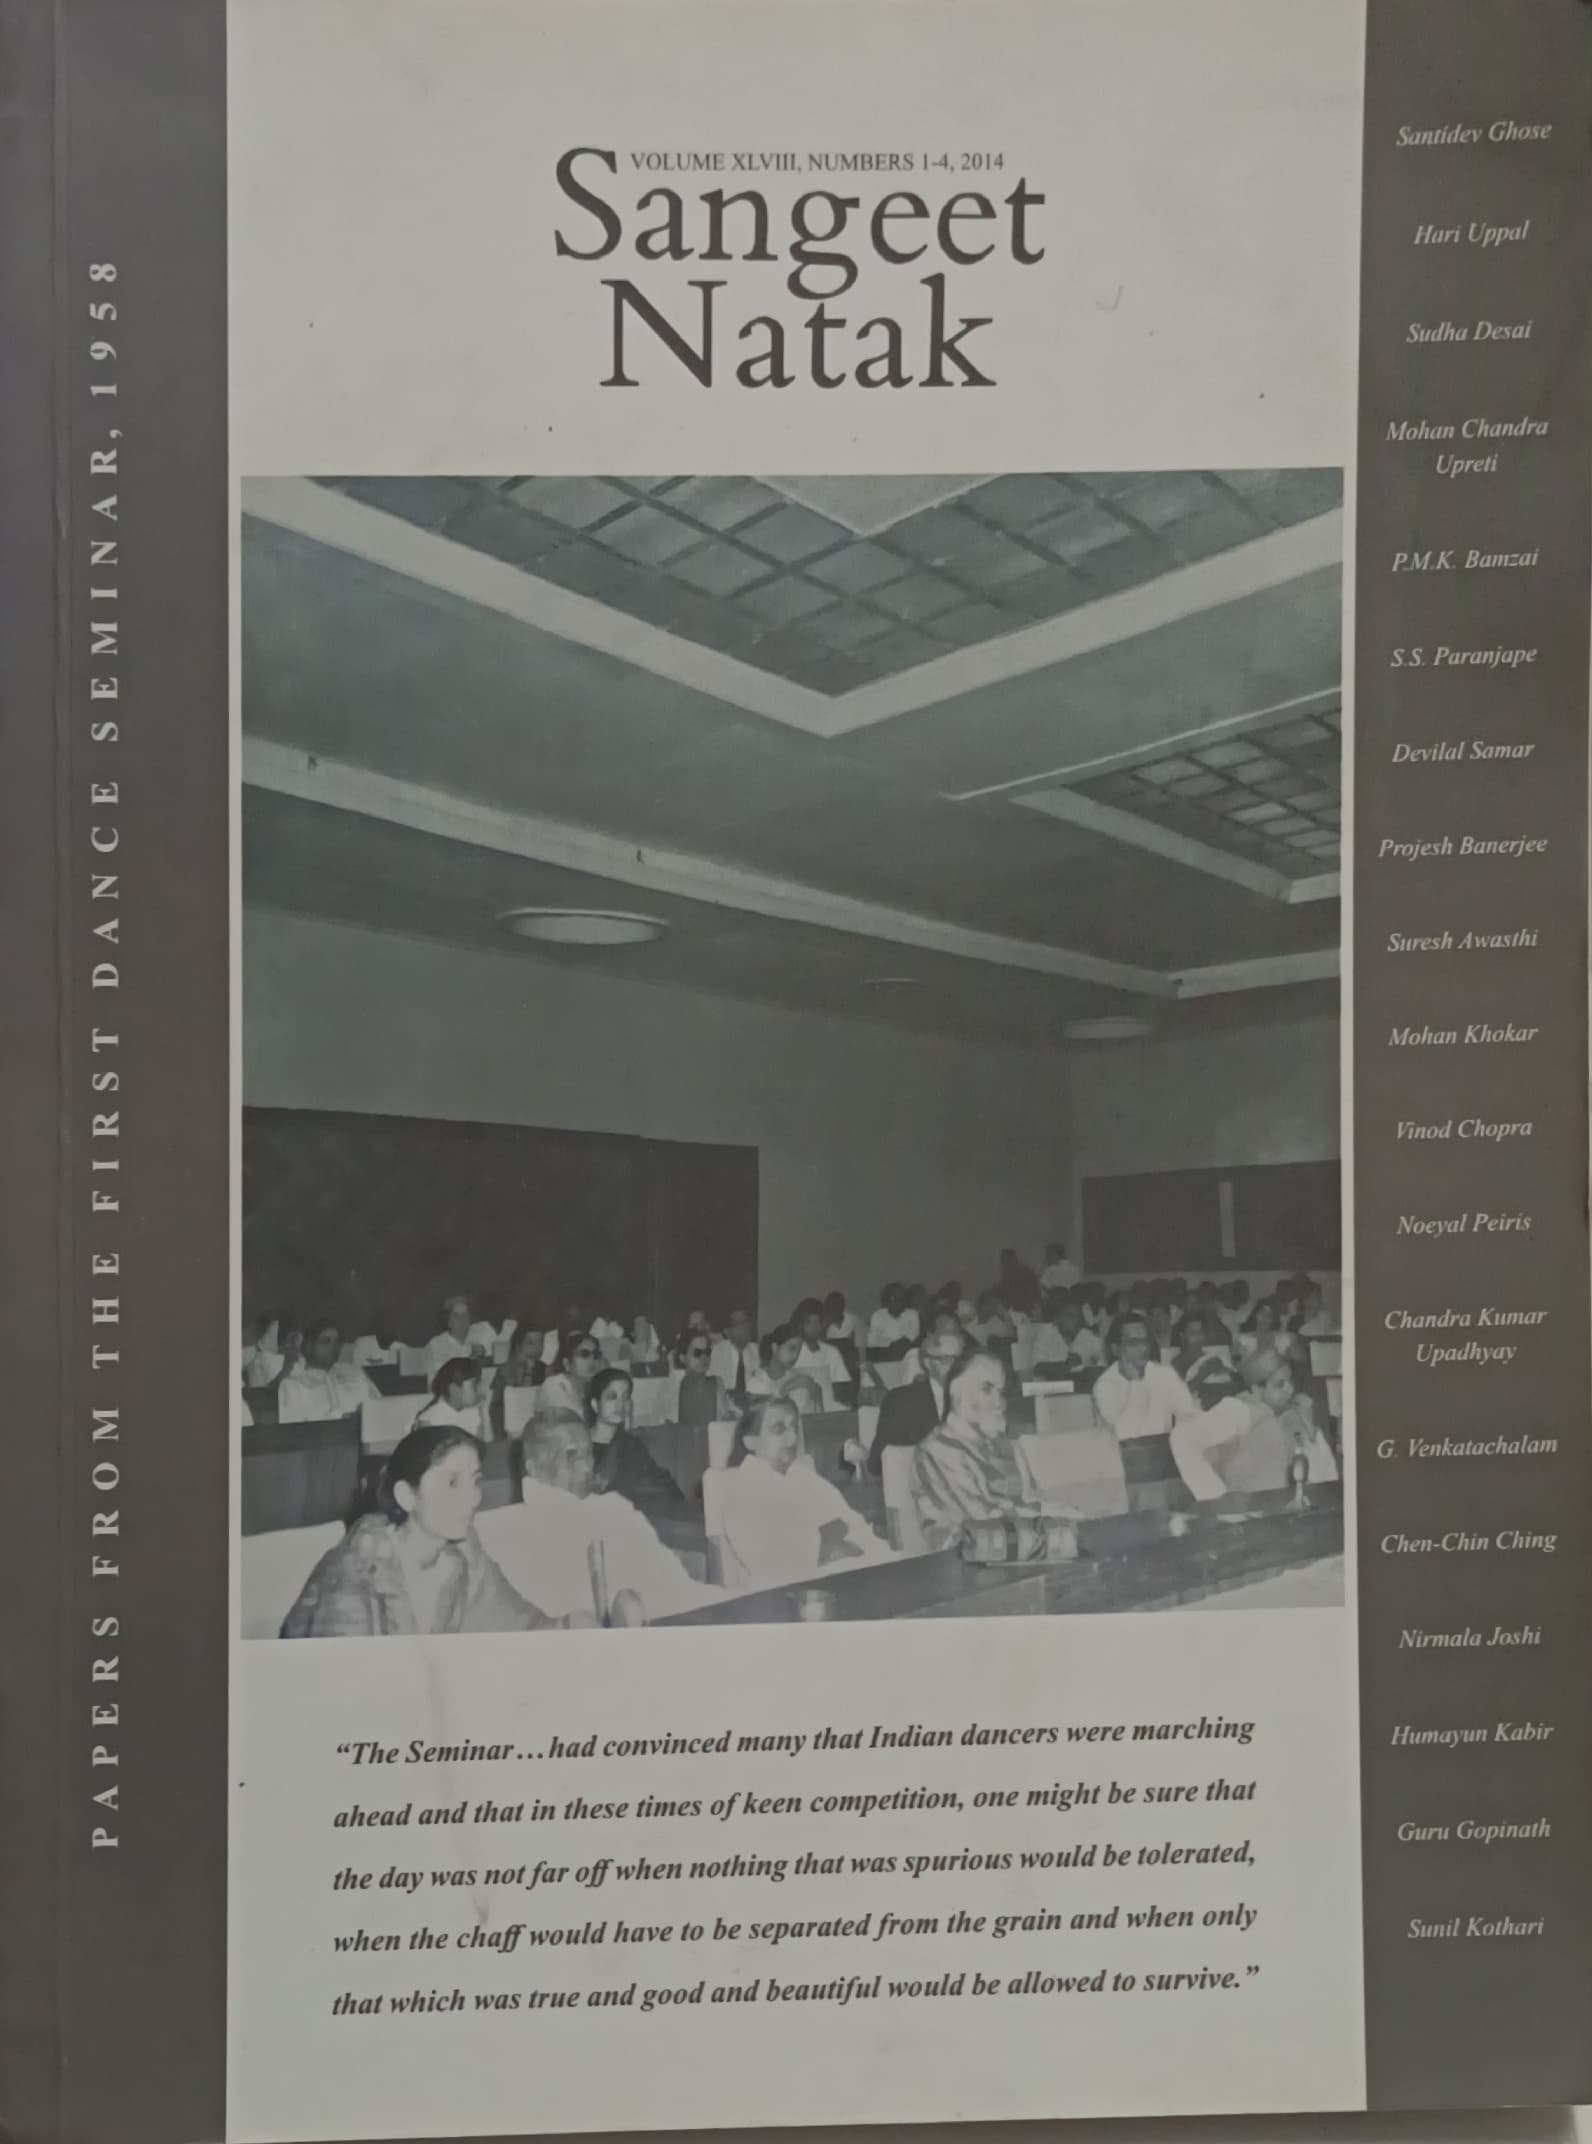 PAPERS FROM THE FIRST DANCE SEMINAR, 1958
VOLUME XLVIII, NUMBERS 1-4, 2014
Sangeet
Natak
“The Seminar...had convinced many that Indian dancers were marching
ahead and that in these times of keen competition, one might be sure that
the day was not far off when nothing that was spurious would be tolerated,
when the chaff would have to be separated from the grain and when only
that which was true and good and beautiful would be allowed to survive.”
Santidev Ghose
Hari Uppal
Sudha Desai
Mohan Chandra
Upreti
P.M.K. Bamzai
S.S. Paranjape
Devilal Samar
Projesh Banerjee
Suresh Awasthi
Mohan Khokar
Vinod Chopra
Noeyal Peiris
Chandra Kumar
Upadhyay
G. Venkatachalam
Chen-Chin Ching
Nirmala Joshi
Humayun Kabir
Guru Gopinath
Sunil Kothari